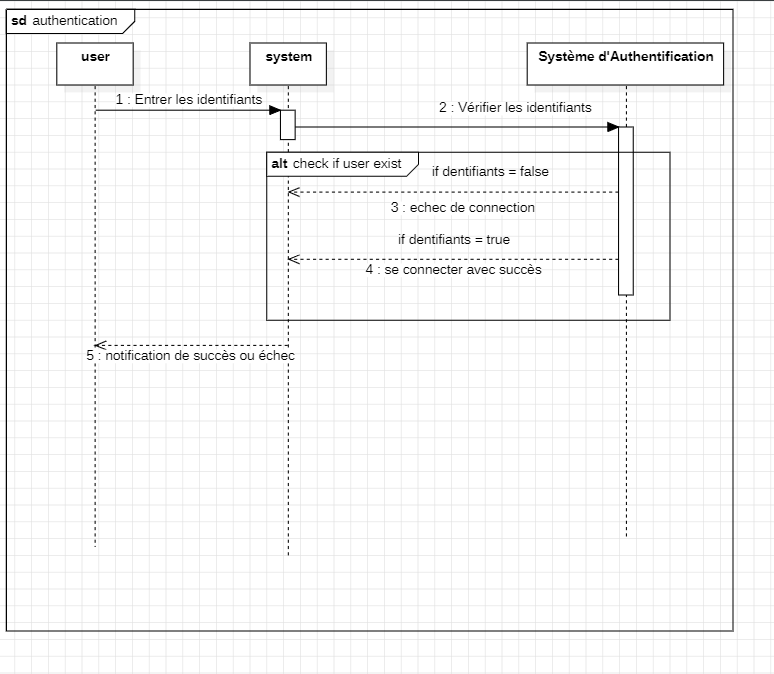 sd authentication
user
system
Système d'Authentification
1 : Entrer les identifiants
2 : Vérifier les identifiants
alt check if user exist
if dentifiants = false
3 : echec de connection
if dentifiants = true
4 : se connecter avec succès
5 : notification de succès ou échec